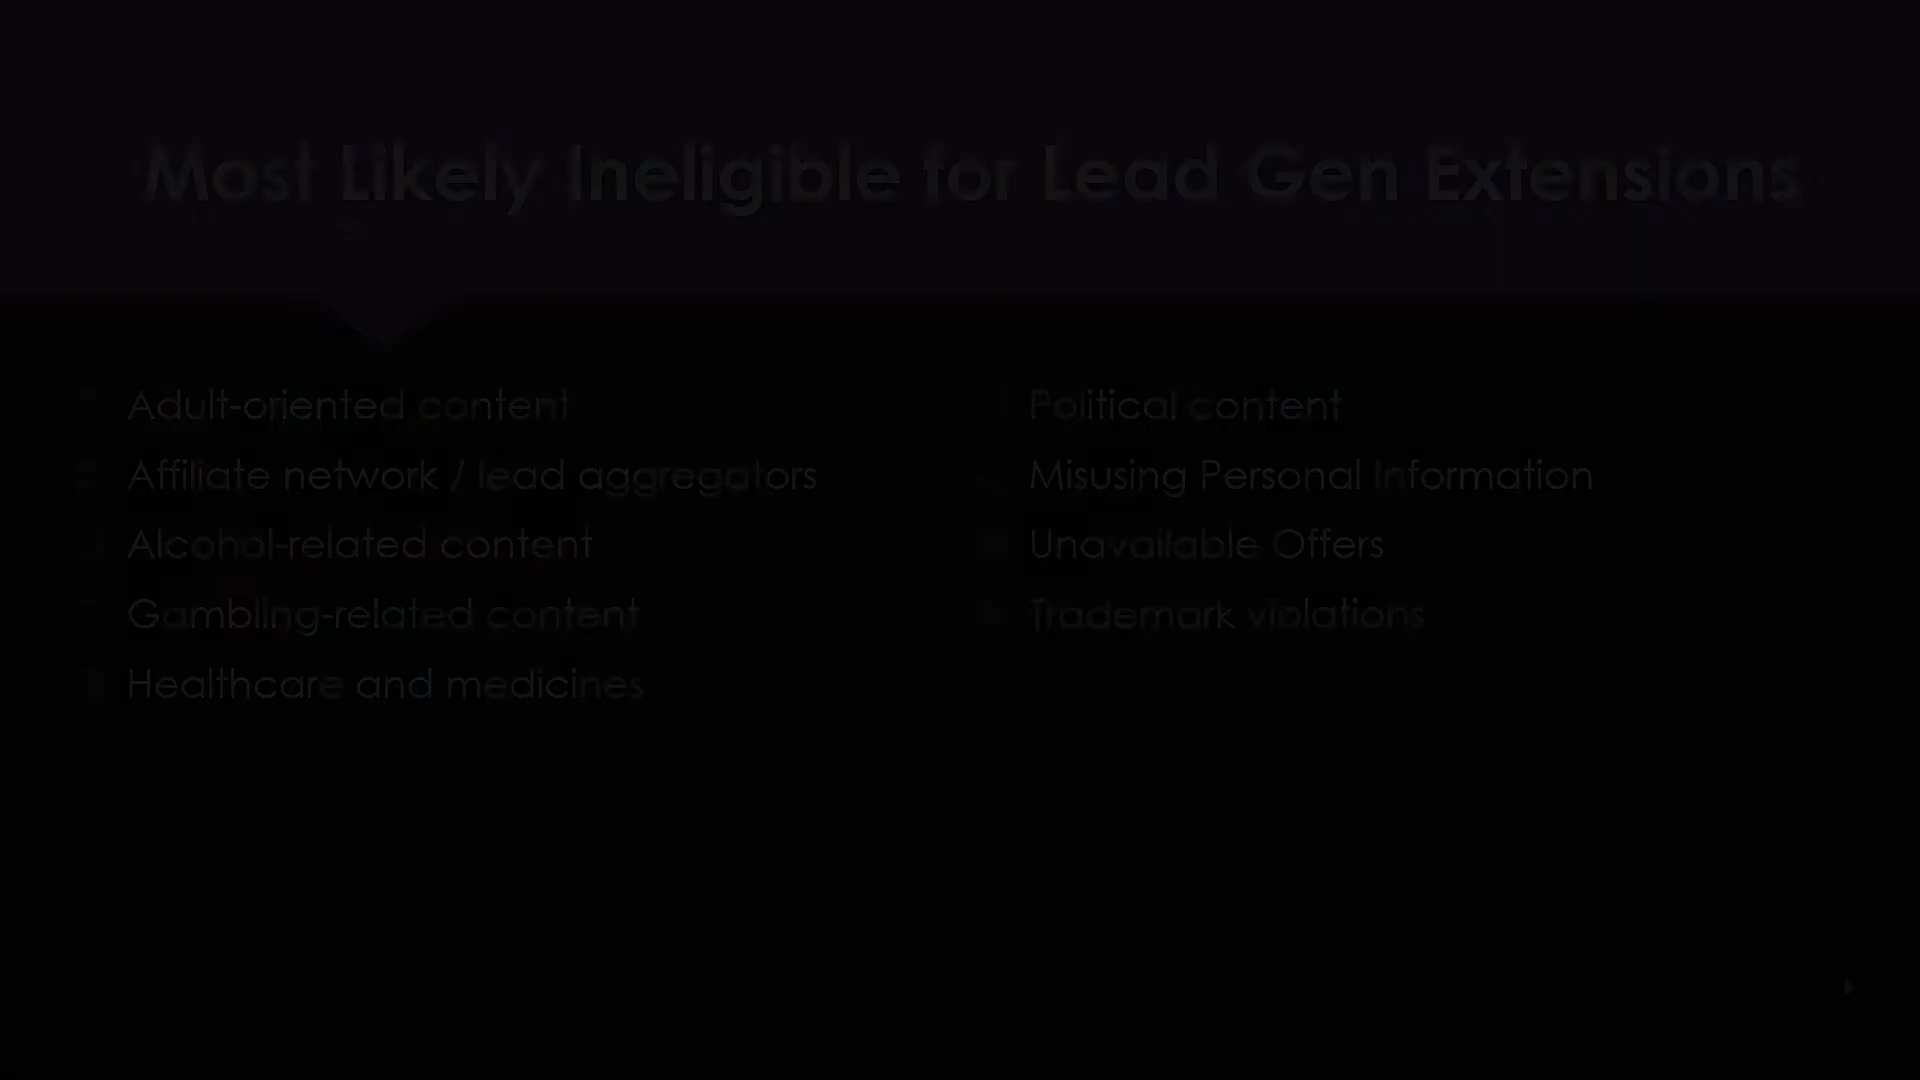 Most Likely Ineligible for Lead Gen Extensions
Adult-oriented content
Affiliate network / lead aggregators
Alcohol-related content
Gambling-related content
Healthcare and medicines
Political content
Misusing Personal Information
Unavailable Offers
Trademark violations